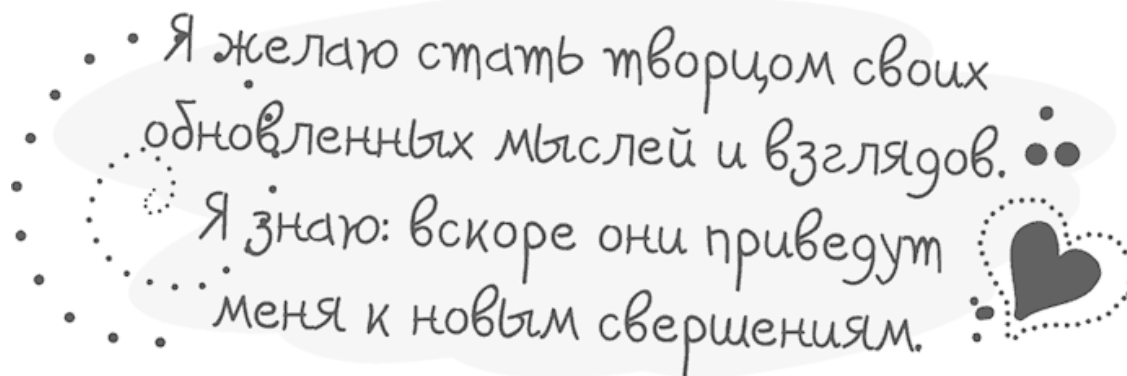 Я желаю стать творцом своих
обновленных мыслей и взглядов.
Я знаю: вскоре они приведут
меня к новым свершениям.